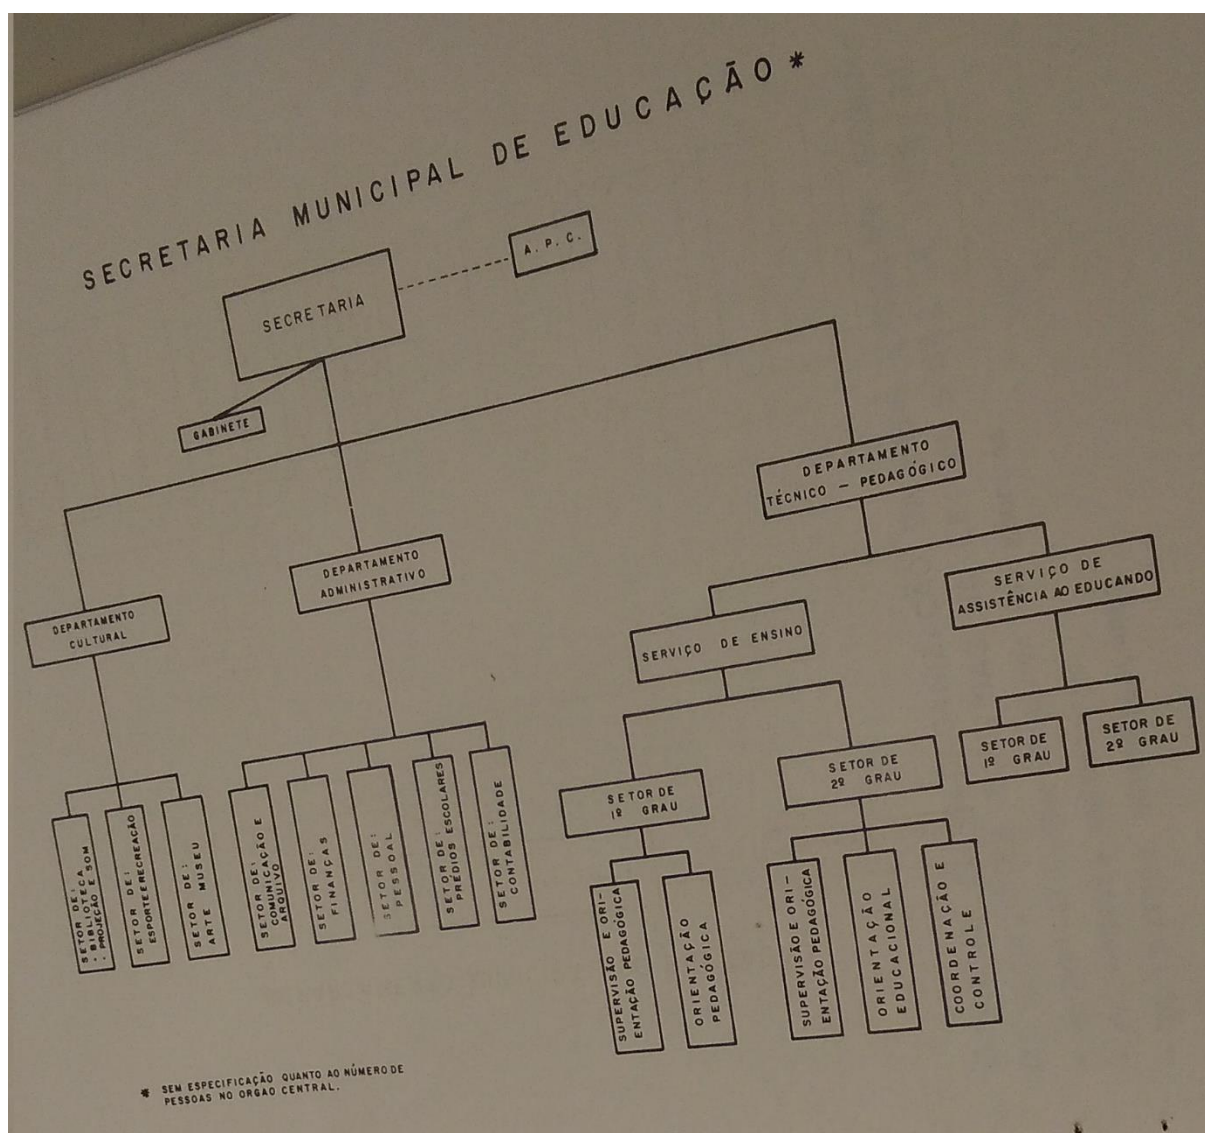 SECRETARIA MUNICIPAL DE EDUCAÇÃO *
A. P. C.
SECRETARIA
GABINETE
DEPARTAMENTO
TÉCNICO — PEDAGÓGICO
DEPARTAMENTO
ADMINISTRATIVO
DEPARTAMENTO
CULTURAL
SERVIÇO DE
ASSISTÊNCIA AO EDUCANDO
SERVIÇO DE ENSINO
SETOR DE
1º GRAU
SETOR DE
2º GRAU
SETOR DE
1º GRAU
SETOR DE
2º GRAU
SETOR DE:
• BIBLIOTECA
• PROJEÇÃO E SOM
SETOR DE:
ESPORTE E RECREAÇÃO
SETOR DE:
ARTE MUSEU
SETOR DE:
COMUNICAÇÃO E
ARQUIVO
SETOR DE:
FINANÇAS
SETOR DE:
PESSOAL
SETOR DE:
PRÉDIOS ESCOLARES
SETOR DE:
CONTABILIDADE
SUPERVISÃO E ORI-
ENTAÇÃO PEDAGÓGICA
ORIENTAÇÃO
PEDAGÓGICA
SUPERVISÃO E ORI-
ENTAÇÃO PEDAGÓGICA
ORIENTAÇÃO
EDUCACIONAL
COORDENAÇÃO E
CONTROLE
* SEM ESPECIFICAÇÃO QUANTO AO NÚMERO DE
PESSOAS NO ORGAO CENTRAL.